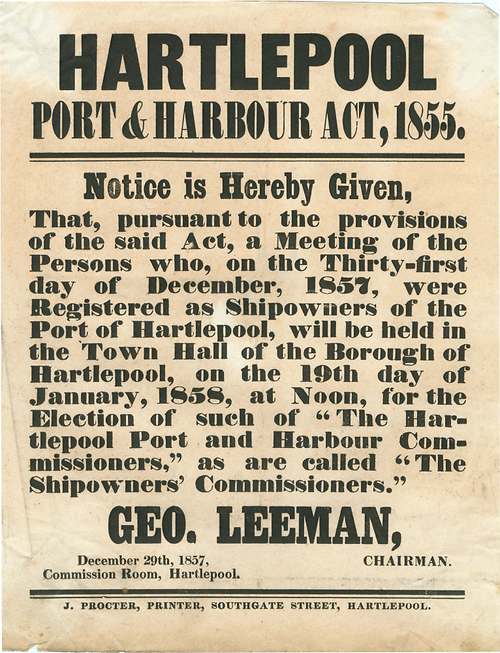 HARTLEPOOL
PORT & HARBOUR ACT, 1855.
Notice is Hereby Given,
That, pursuant to the provisions
of the said Act, a Meeting of the
Persons who, on the Thirty-first
day of December, 1857, were
Registered as Shipowners of the
Port of Hartlepool, will be held in
the Town Hall of the Borough of
Hartlepool, on the 19th day of
January, 1858, at Noon, for the
Election of such of "The Har-
tlepool Port and Harbour Com-
missioners," as are called "The
Shipowners' Commissioners."
GEO. LEEMAN,
December 29th, 1857, CHAIRMAN.
Commission Room, Hartlepool.
J. PROCTER, PRINTER, SOUTHGATE STREET, HARTLEPOOL.